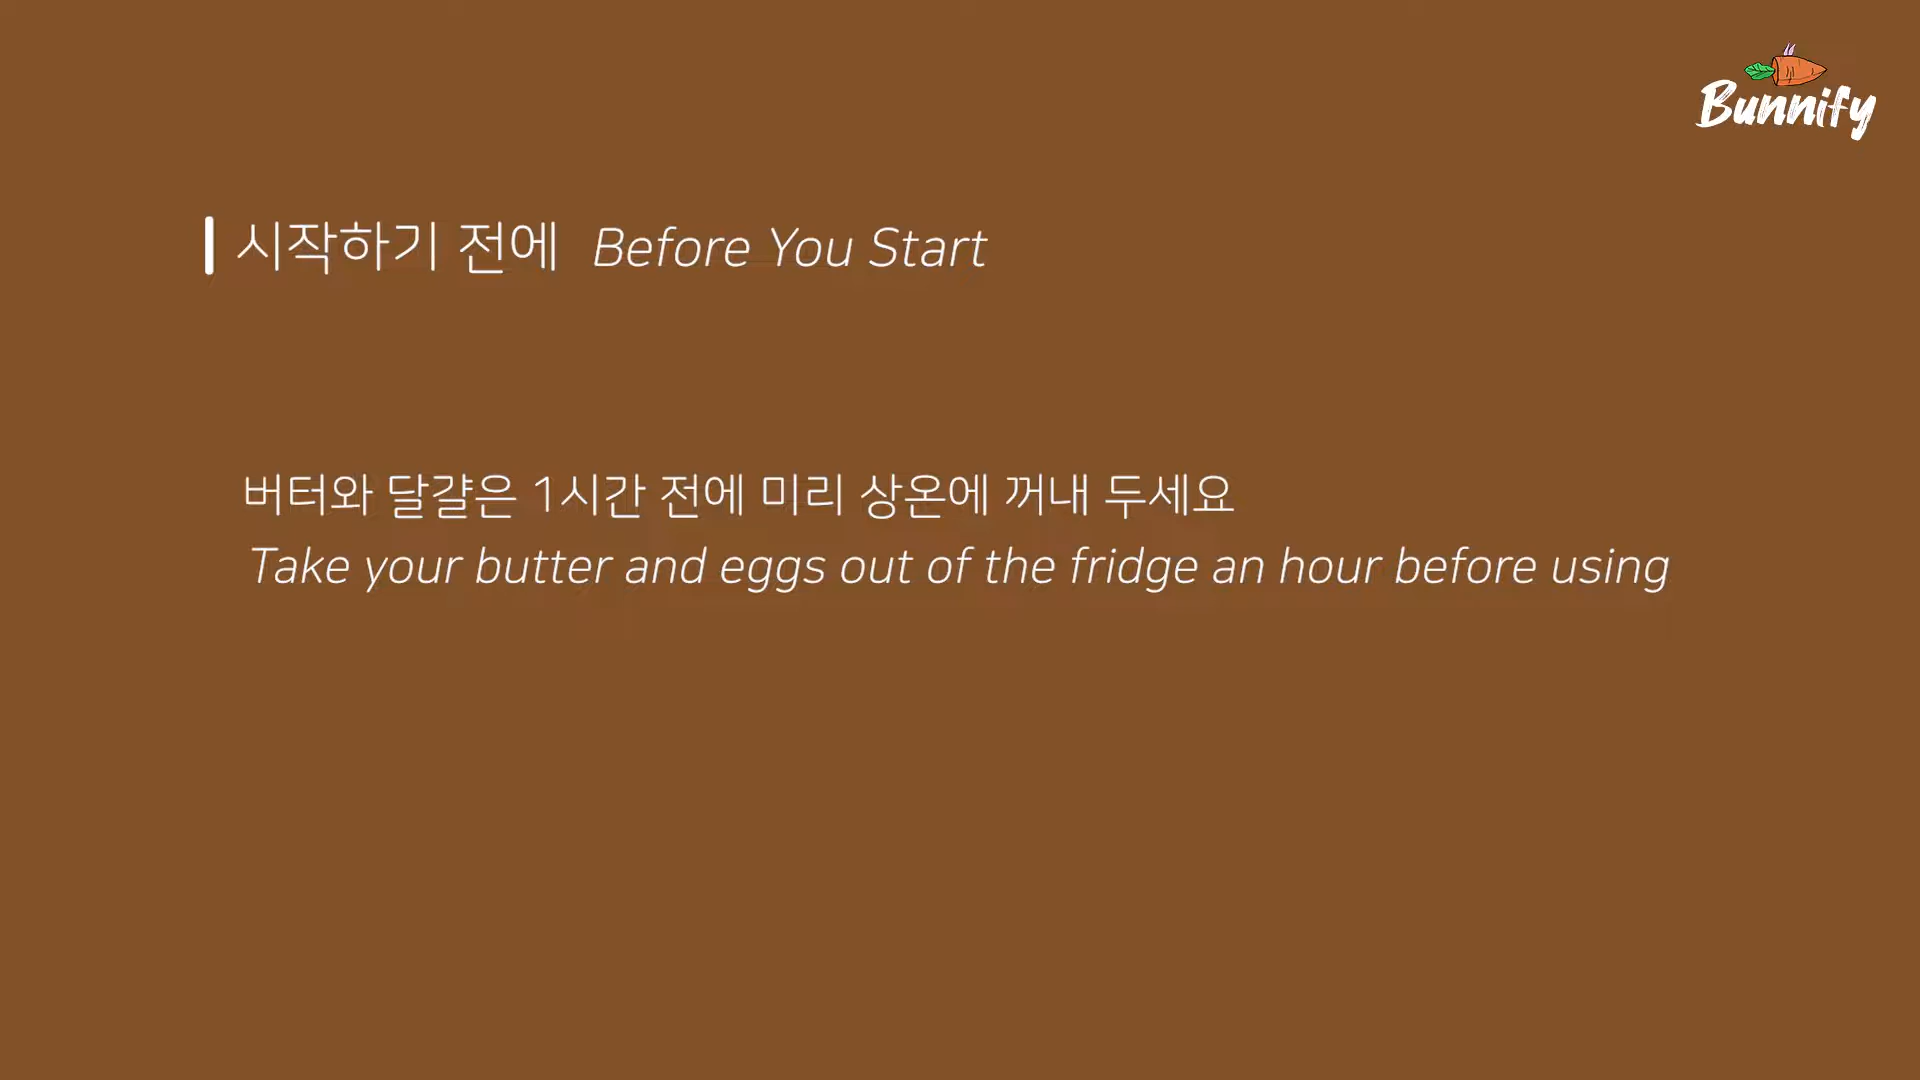 Bunnify
시작하기 전에 Before You Start
버터와 달걀은 1시간 전에 미리 상온에 꺼내 두세요
Take your butter and eggs out of the fridge an hour before using